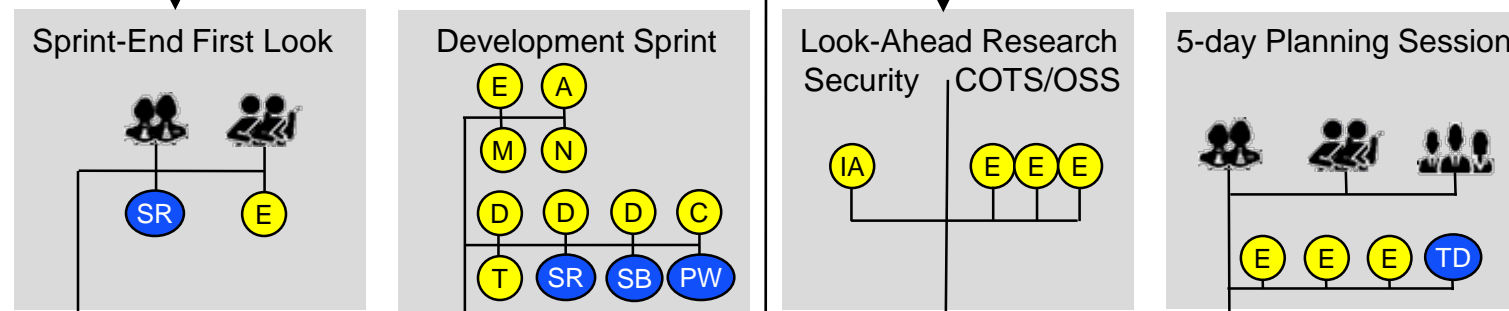 Sprint-End First Look
SR E
Development Sprint
E A
M N
D D D C
T SR SB PW
Look-Ahead Research
Security COTS/OSS
IA E E E
5-day Planning Session
E E E TD